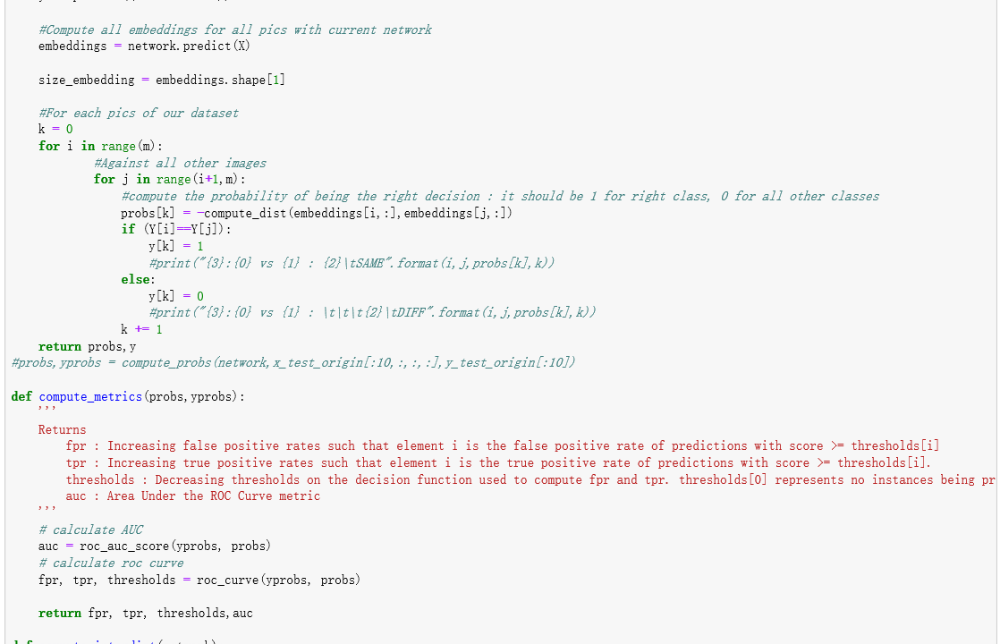 #Compute all embeddings for all pics with current network
embeddings = network.predict(X)
size_embedding = embeddings.shape[1]
#For each pics of our dataset
k = 0
for i in range(m):
#Against all other images
for j in range(i+1,m):
#compute the probability of being the right decision : it should be 1 for right class, 0 for all other classes
probs[k] = -compute_dist(embeddings[i,:],embeddings[j,:])
if (Y[i]==Y[j]):
y[k] = 1
#print("{3}:{0} vs {1} : {2}\tSAME".format(i,j,probs[k],k))
else:
y[k] = 0
#print("{3}:{0} vs {1} : \t\t\t{2}\tDIFF".format(i,j,probs[k],k))
k += 1
return probs,y
#probs,yprobs = compute_probs(network,x_test_origin[:10,:,:,:],y_test_origin[:10])
def compute_metrics(probs,yprobs):
'''
Returns
fpr : Increasing false positive rates such that element i is the false positive rate of predictions with score >= thresholds[i]
tpr : Increasing true positive rates such that element i is the true positive rate of predictions with score >= thresholds[i].
thresholds : Decreasing thresholds on the decision function used to compute fpr and tpr. thresholds[0] represents no instances being pr
auc : Area Under the ROC Curve metric
'''
# calculate AUC
auc = roc_auc_score(yprobs, probs)
# calculate roc curve
fpr, tpr, thresholds = roc_curve(yprobs, probs)
return fpr, tpr, thresholds,auc